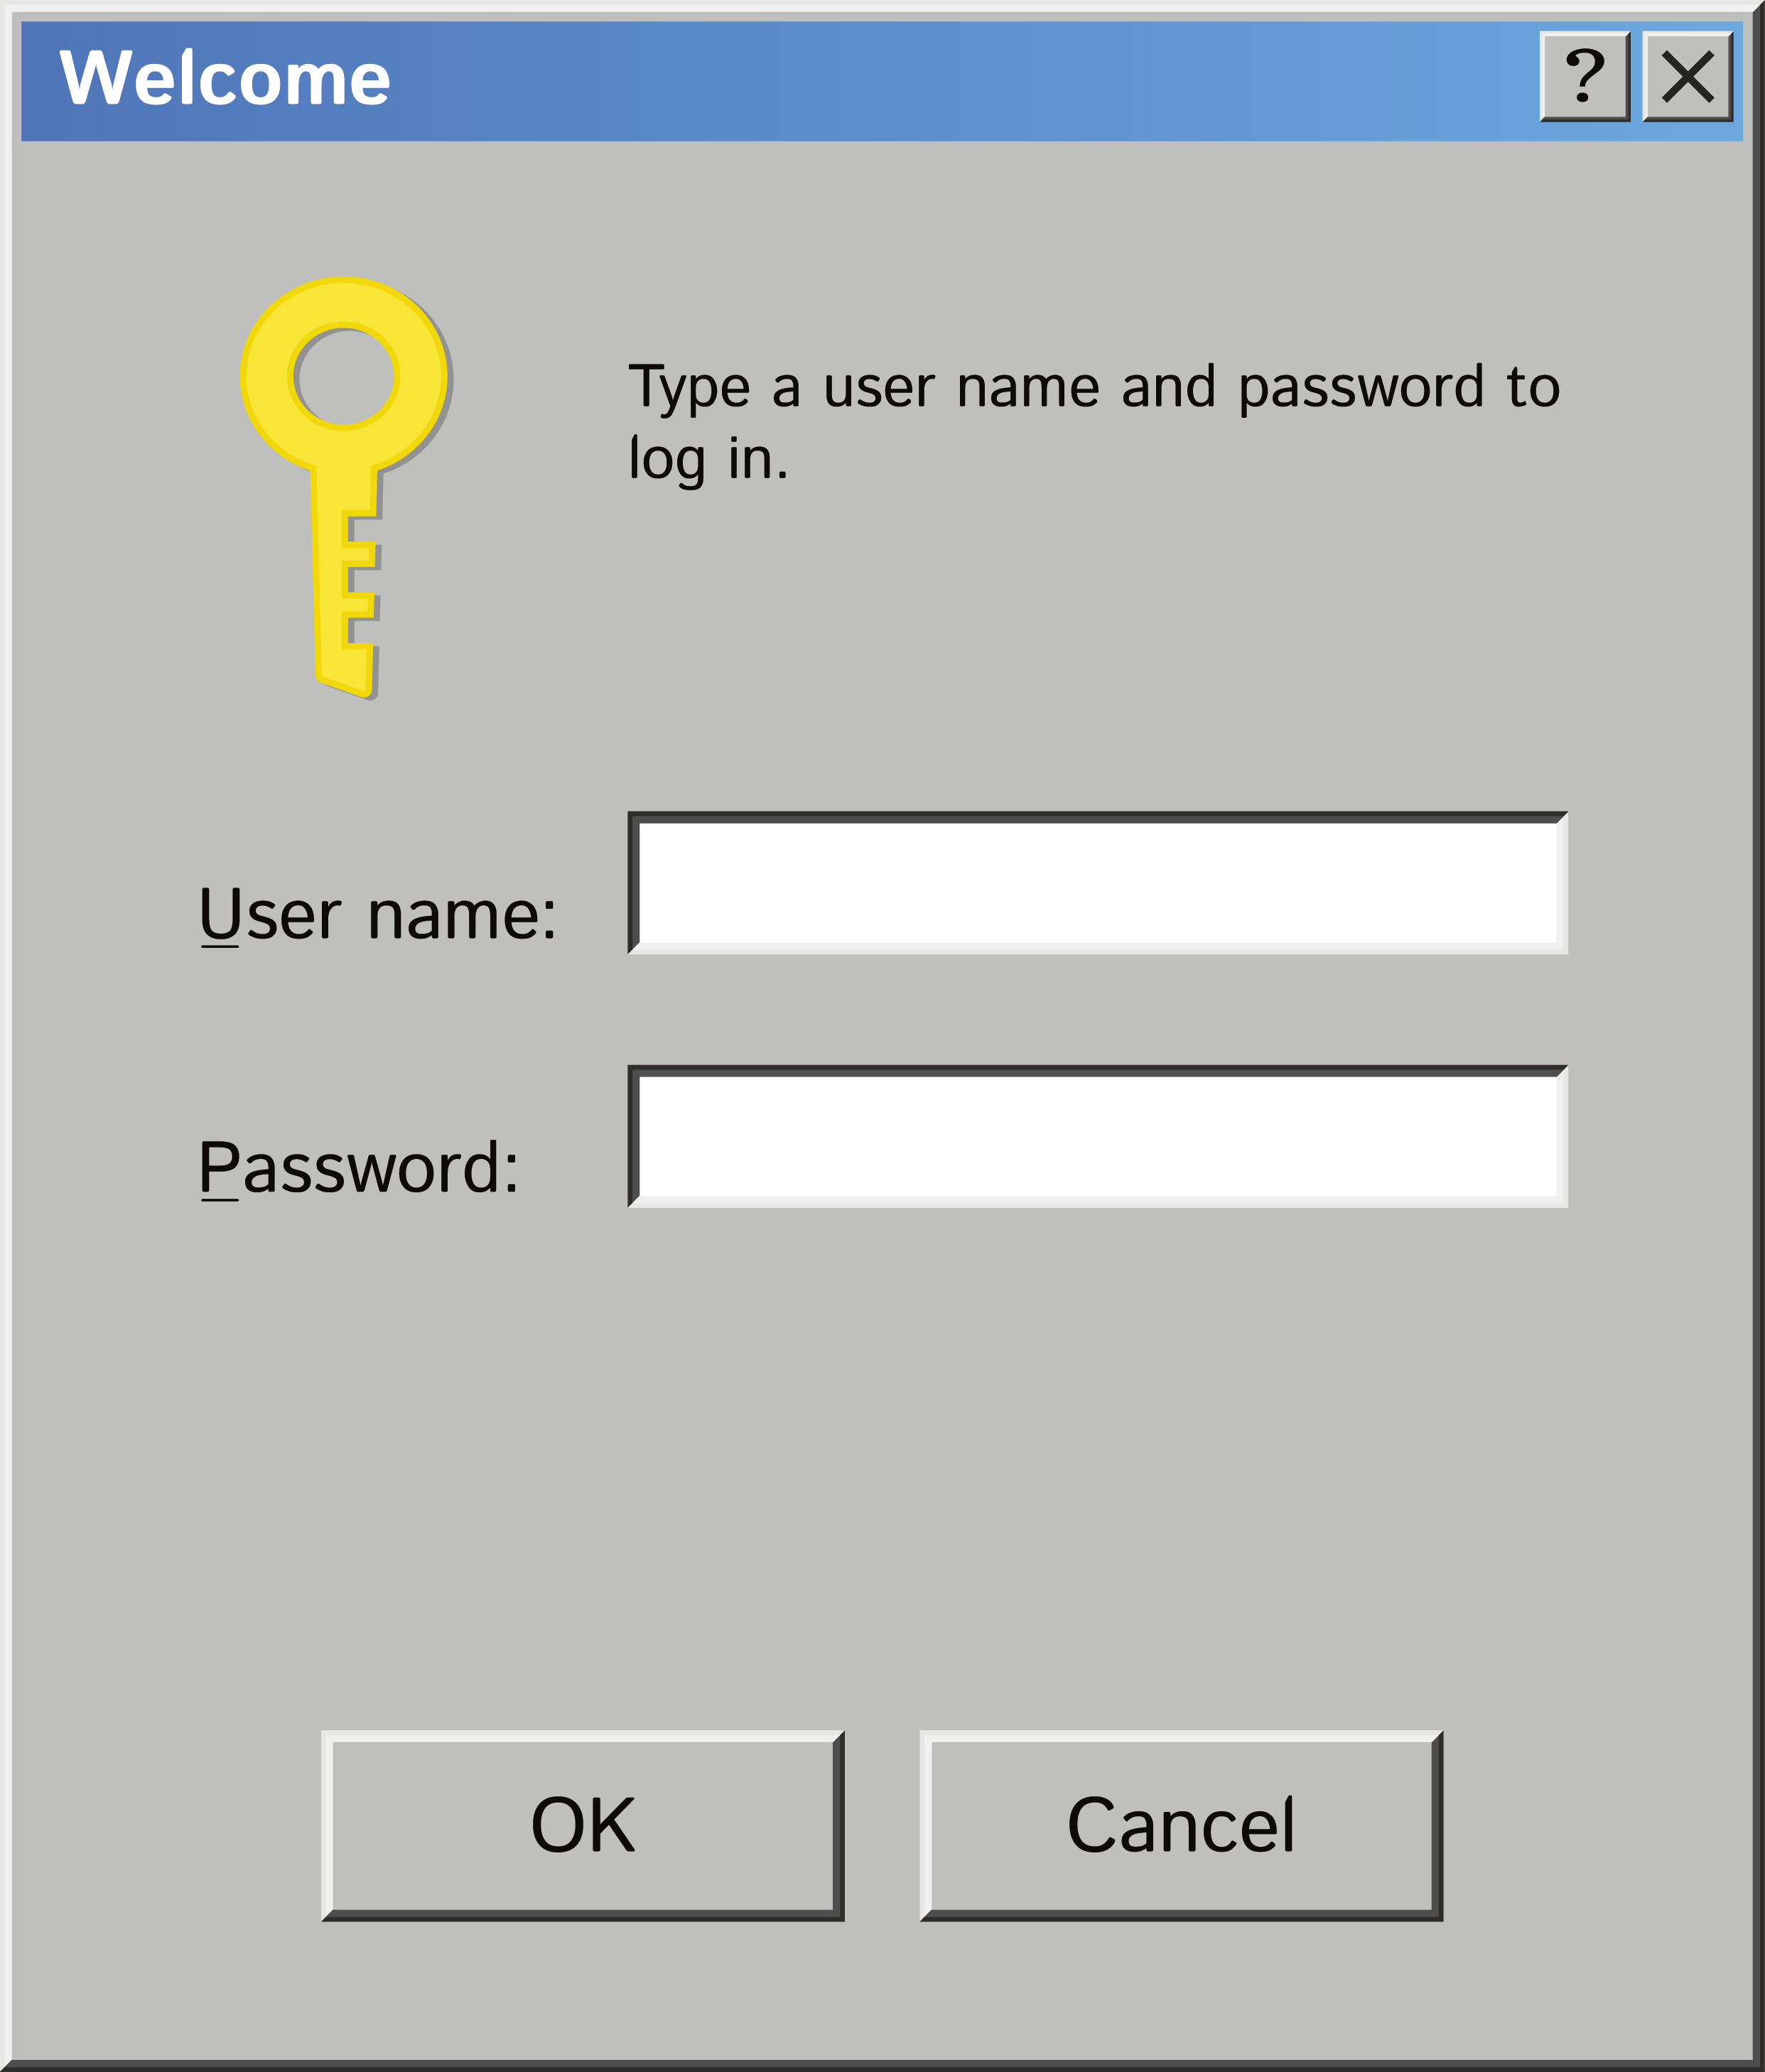 Welcome
?
Type a user name and password to
log in.
User name:
Password:
OK
Cancel